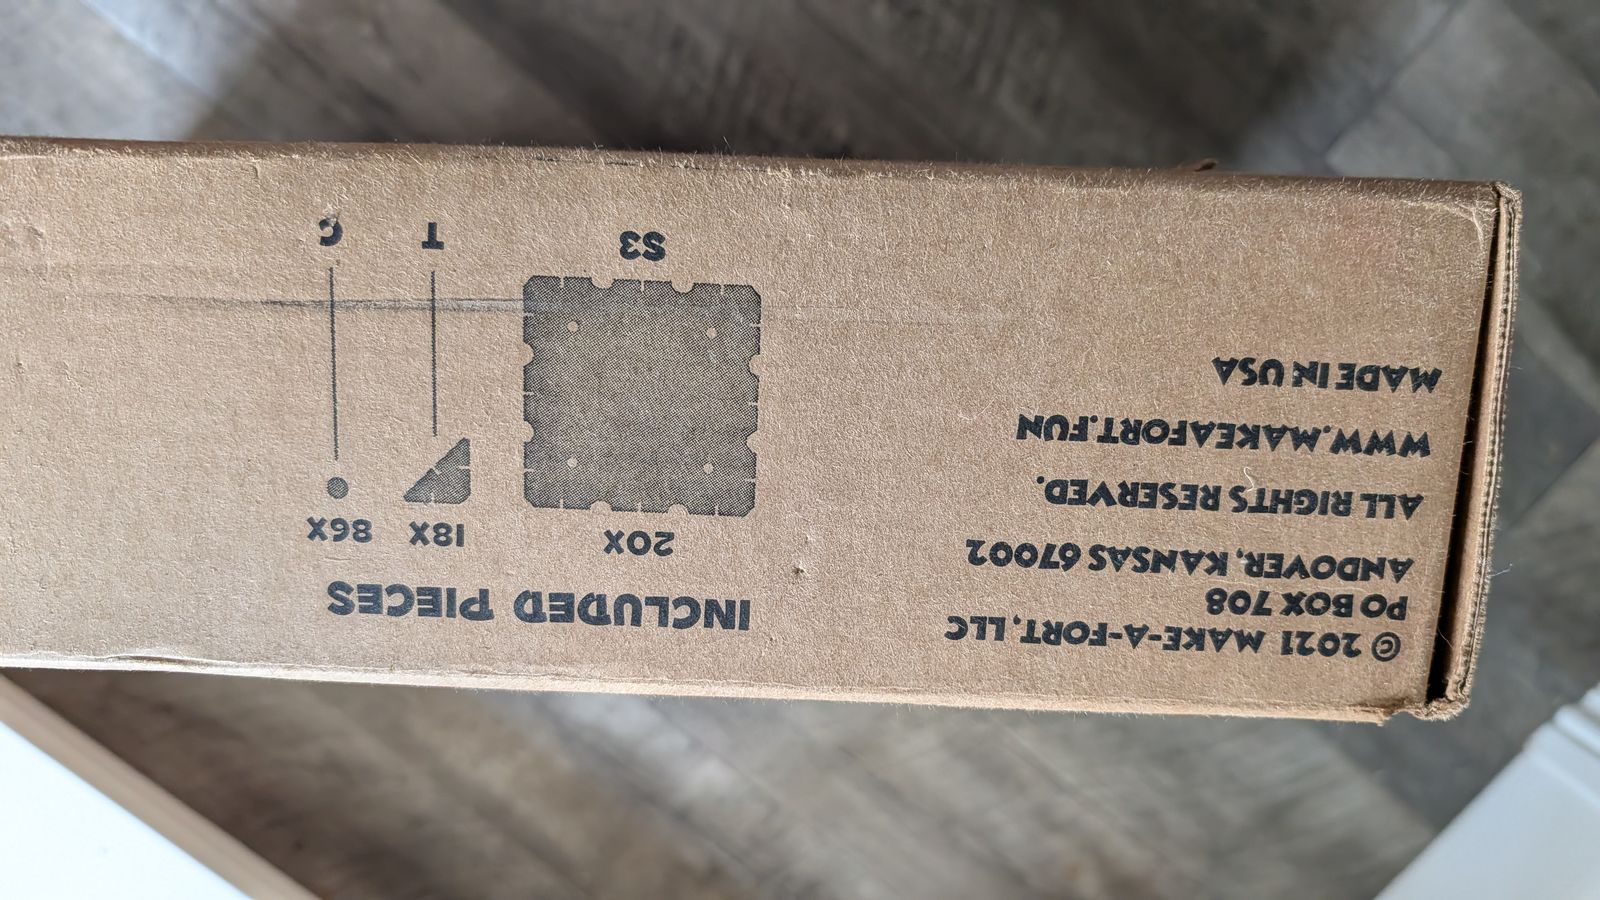 © 2021 MAKE-A-FORT, LLC
PO BOX 708
ANDOVER, KANSAS 67002
ALL RIGHTS RESERVED.
WWW.MAKEAFORT.FUN
MADE IN USA
INCLUDED PIECES
20X 18X 86X
S3 T C